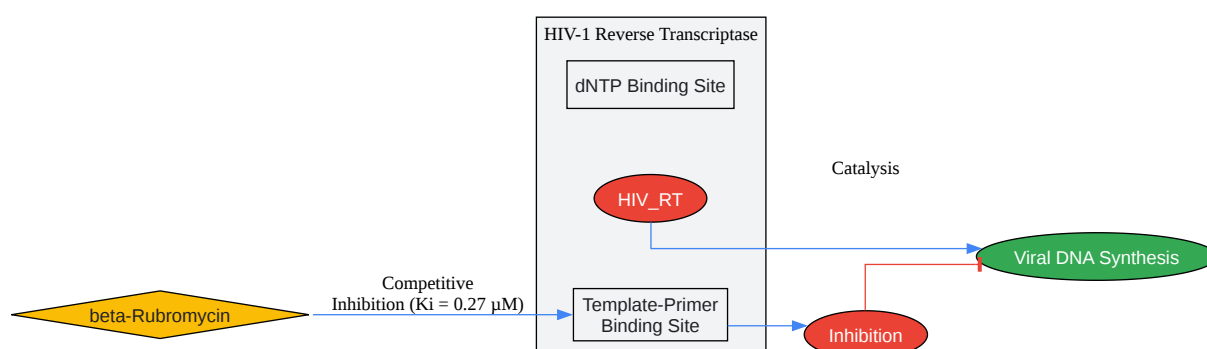 HIV-1 Reverse Transcriptase
dNTP Binding Site
Catalysis
HIV_RT
Viral DNA Synthesis
Competitive
Inhibition (Ki = 0.27 µM)
beta-Rubromycin
Template-Primer
Binding Site
Inhibition